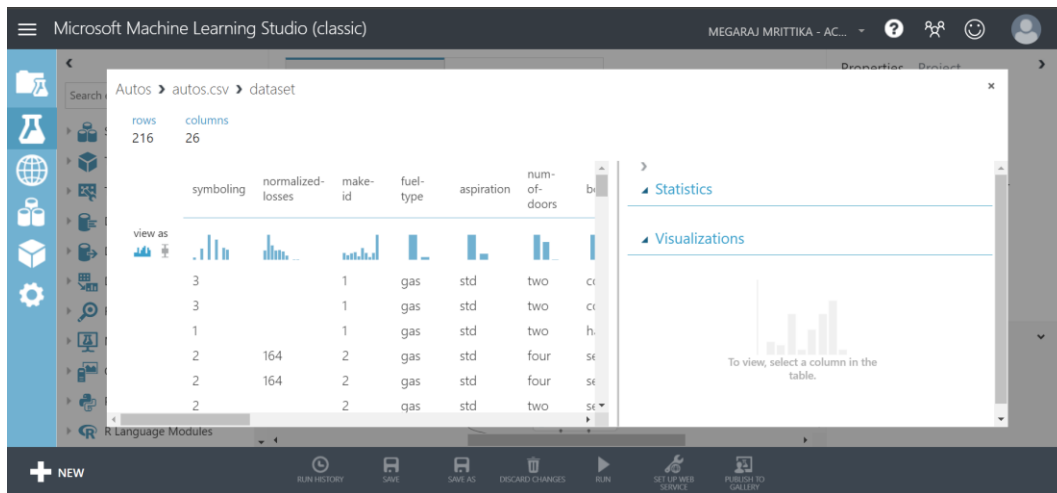 Microsoft Machine Learning Studio (classic)
MEGARAJ MRITTIKA - AC...
Properties Project
Search
Autos > autos.csv > dataset
rows columns
216 26
symboling normalized-losses make-id fuel-type aspiration num-of-doors
view as
3 1 gas std two
3 1 gas std two
1 1 gas std two
2 164 2 gas std four
2 164 2 gas std four
2 2 gas std two
Statistics
Visualizations
To view, select a column in the
table.
R Language Modules
NEW
RUN HISTORY
SAVE
SAVE AS
DISCARD CHANGES
RUN
SET UP WEB
SERVICE
PUBLISH TO
GALLERY